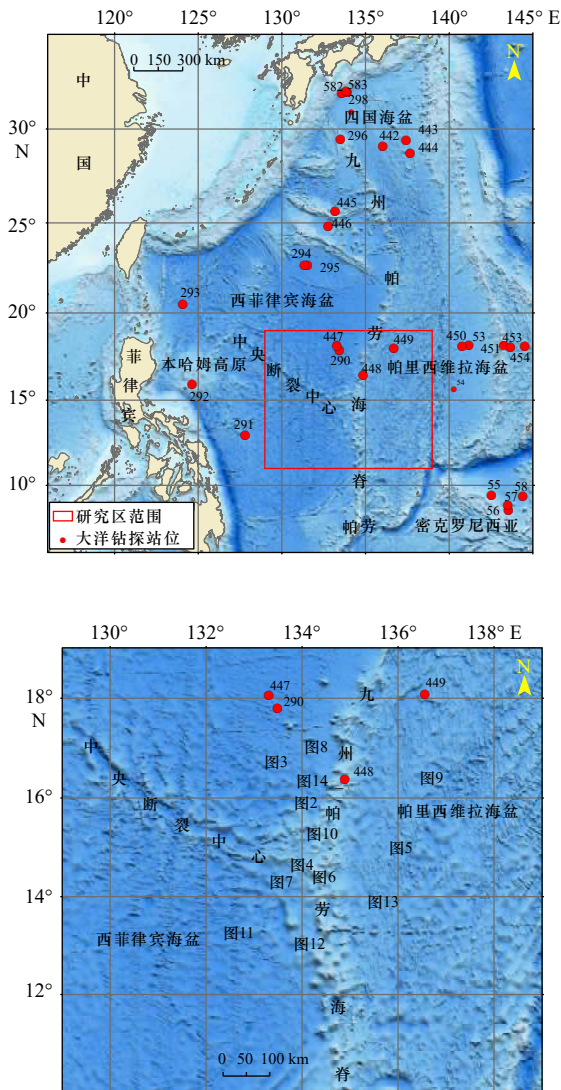 125° 130° 135° 140° 145° E
0 150 300 km
N
中
国
583
582
298
四国海盆
30°
N
296
442
443
444
九
州
445
446
25°
294
295
293
西菲律宾海盆
帕
20°
中
央
断
裂
中
心
447
290
劳
449
450
53
453
451
454
菲
律
宾
本哈姆高原
292
448
帕里西维拉海盆
54
15°
海
291
脊
10°
55
58
57
56
研究区范围
大洋钻探站位
帕劳
密克罗尼西亚
130.0° 132° 134° 136° 138° E
N
447
449
九
18°
290
N
中
央
断
裂
中
心
图8
州
图3
图14
448
图9
16°
图2
帕
帕里西维拉海盆
图10
图5
图4
图6
图7
14°
劳
图13
图11
西菲律宾海盆
图12
12°
海
0 50 100 km
脊